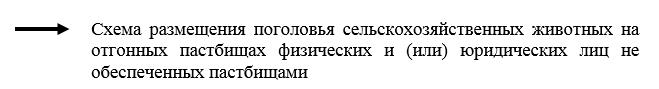 Схема размещения поголовья сельскохозяйственных животных на
отгонных пастбищах физических и (или) юридических лиц не
обеспеченных пастбищами